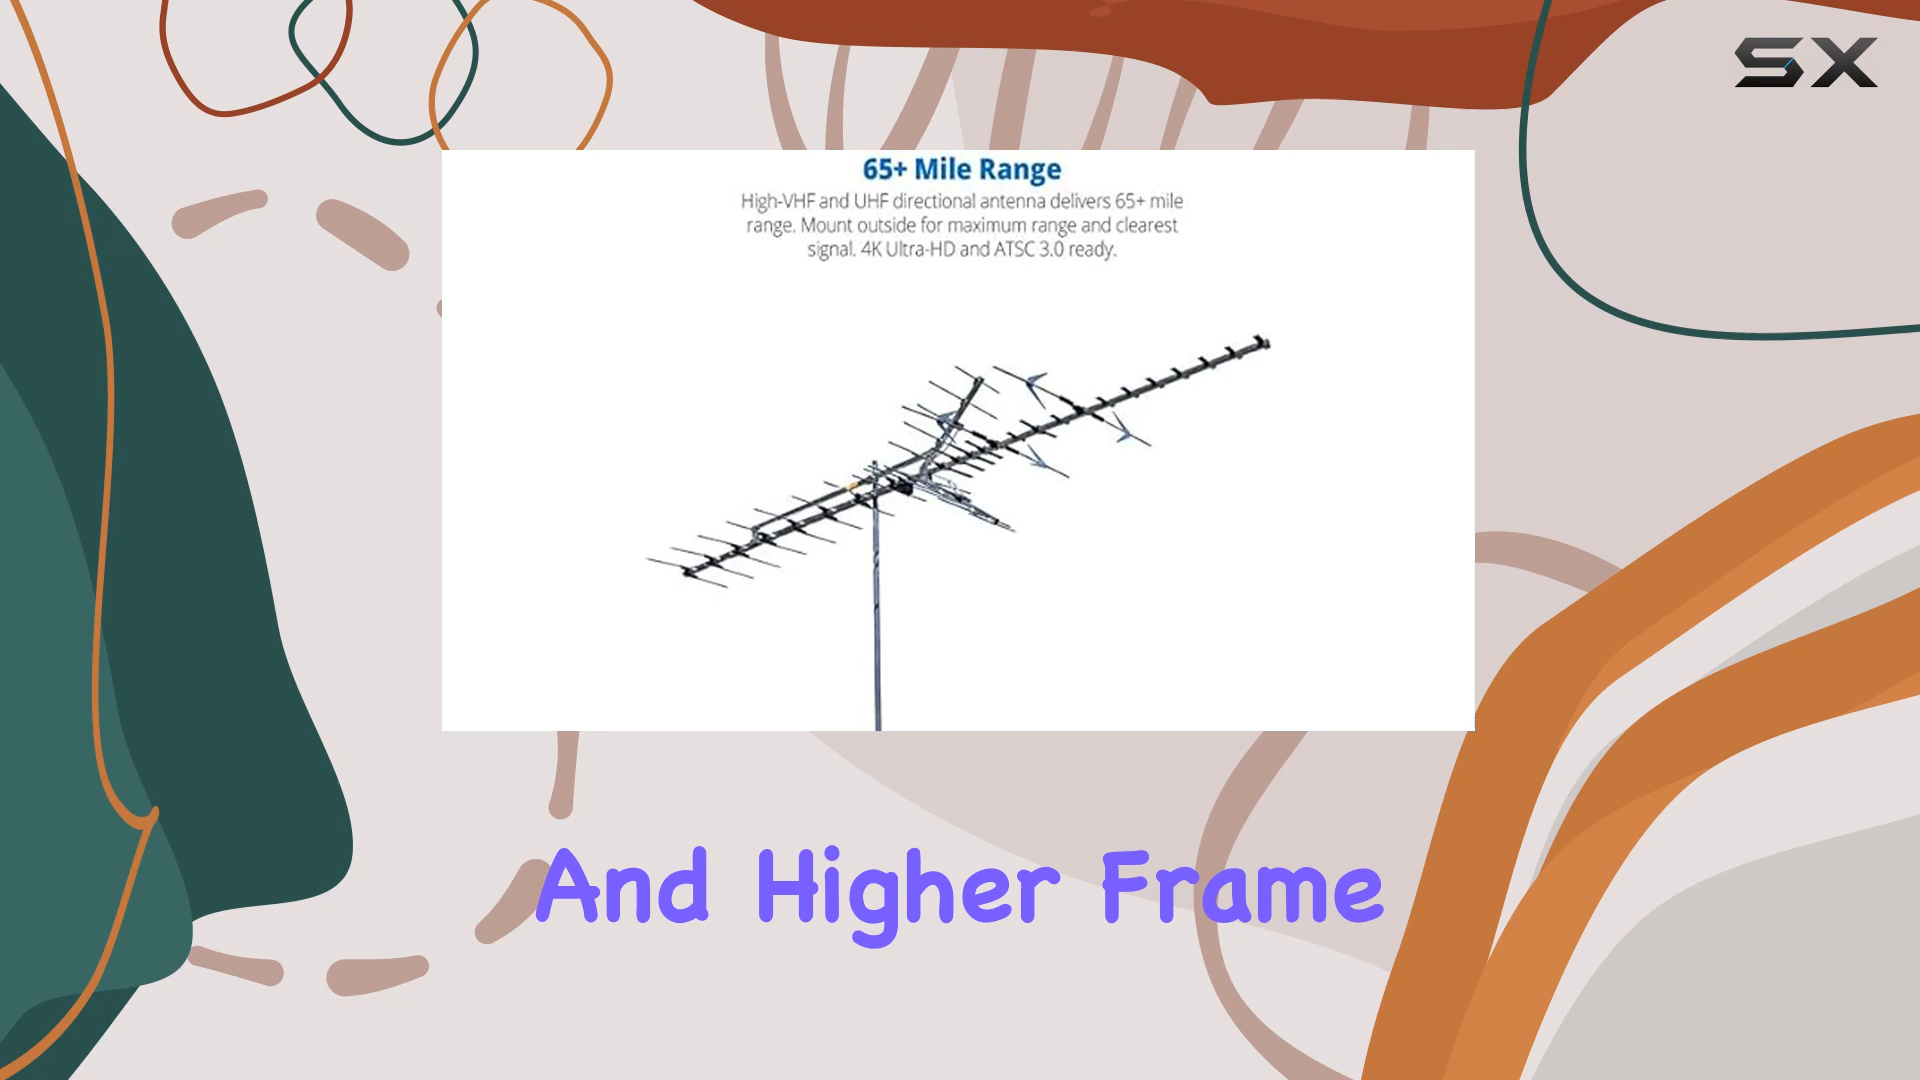 SX
65+ Mile Range
High-VHF and UHF directional antenna delivers 65+ mile
range. Mount outside for maximum range and clearest
signal. 4K Ultra-HD and ATSC 3.0 ready.
And Higher Frame